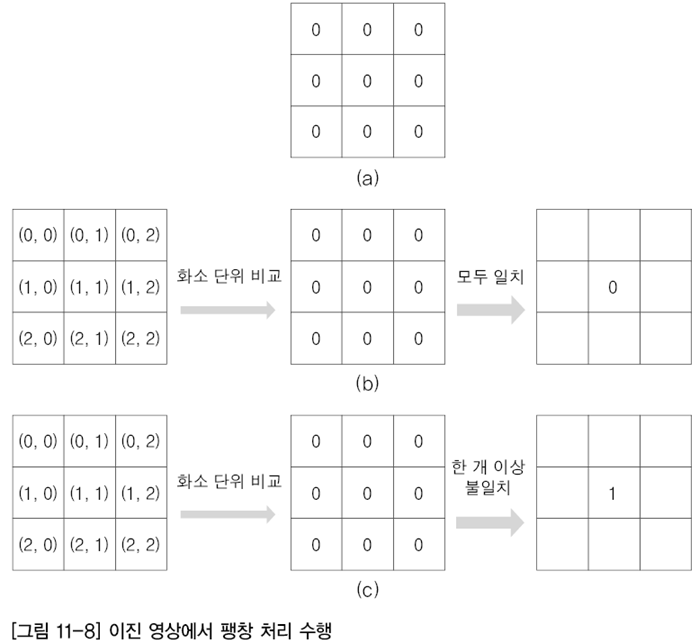 0 0 0
0 0 0
0 0 0
(a)
(0, 0) (0, 1) (0, 2) 0 0 0
화소 단위 비교 모두 일치
(1, 0) (1, 1) (1, 2) 0 0 0 0
(2, 0) (2, 1) (2, 2) 0 0 0
(b)
(0, 0) (0, 1) (0, 2) 0 0 0
화소 단위 비교 한 개 이상
불일치
(1, 0) (1, 1) (1, 2) 0 0 0 1
(2, 0) (2, 1) (2, 2) 0 0 0
(c)
[그림 11-8] 이진 영상에서 팽창 처리 수행